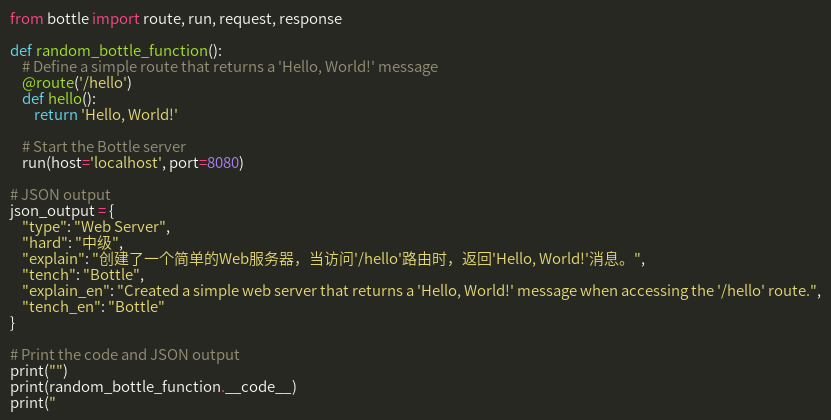 from bottle import route, run, request, response

def random_bottle_function():
    # Define a simple route that returns a 'Hello, World!' message
    @route('/hello')
    def hello():
        return 'Hello, World!'

    # Start the Bottle server
    run(host='localhost', port=8080)

# JSON output
json_output = {
    "type": "Web Server",
    "hard": "中级",
    "explain": "创建了一个简单的Web服务器，当访问'/hello'路由时，返回'Hello, World!'消息。",
    "tench": "Bottle",
    "explain_en": "Created a simple web server that returns a 'Hello, World!' message when accessing the '/hello' route.",
    "tench_en": "Bottle"
}

# Print the code and JSON output
print("")
print(random_bottle_function.__code__)
print("